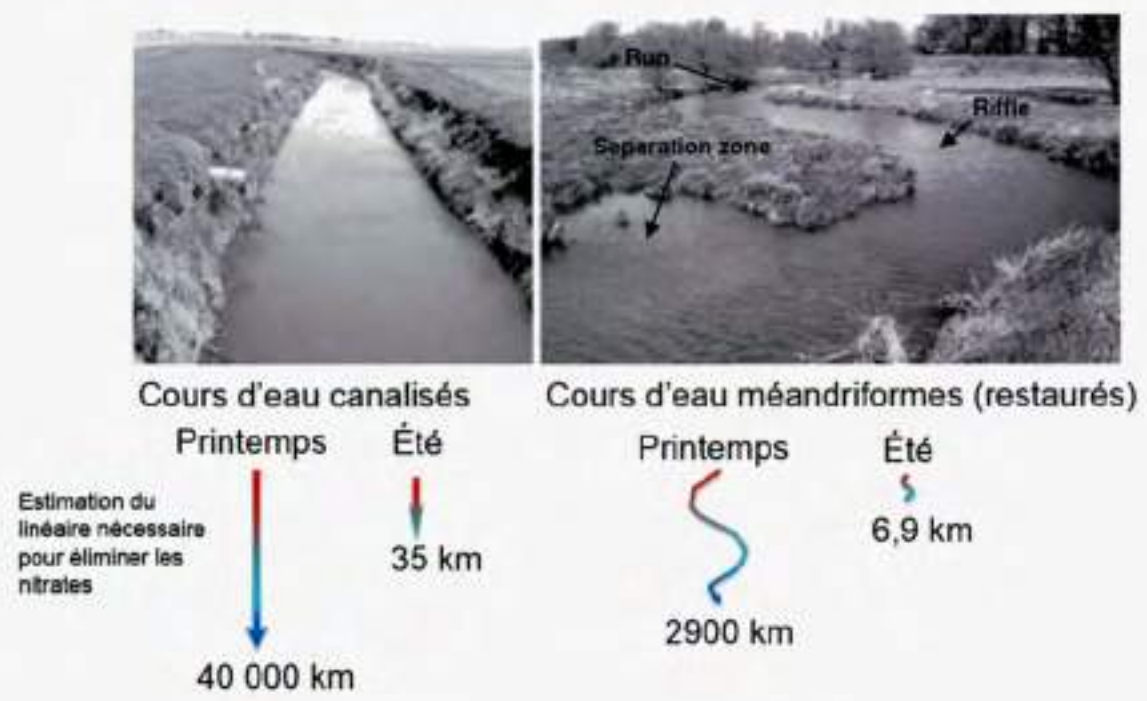 Run
Riffle
Separation zone
Cours d'eau canalisés
Cours d'eau méandriformes (restaurés)
Printemps
Été
Printemps
Été
Estimation du
linéaire nécessaire
pour éliminer les
nitrates
35 km
6,9 km
40 000 km
2900 km